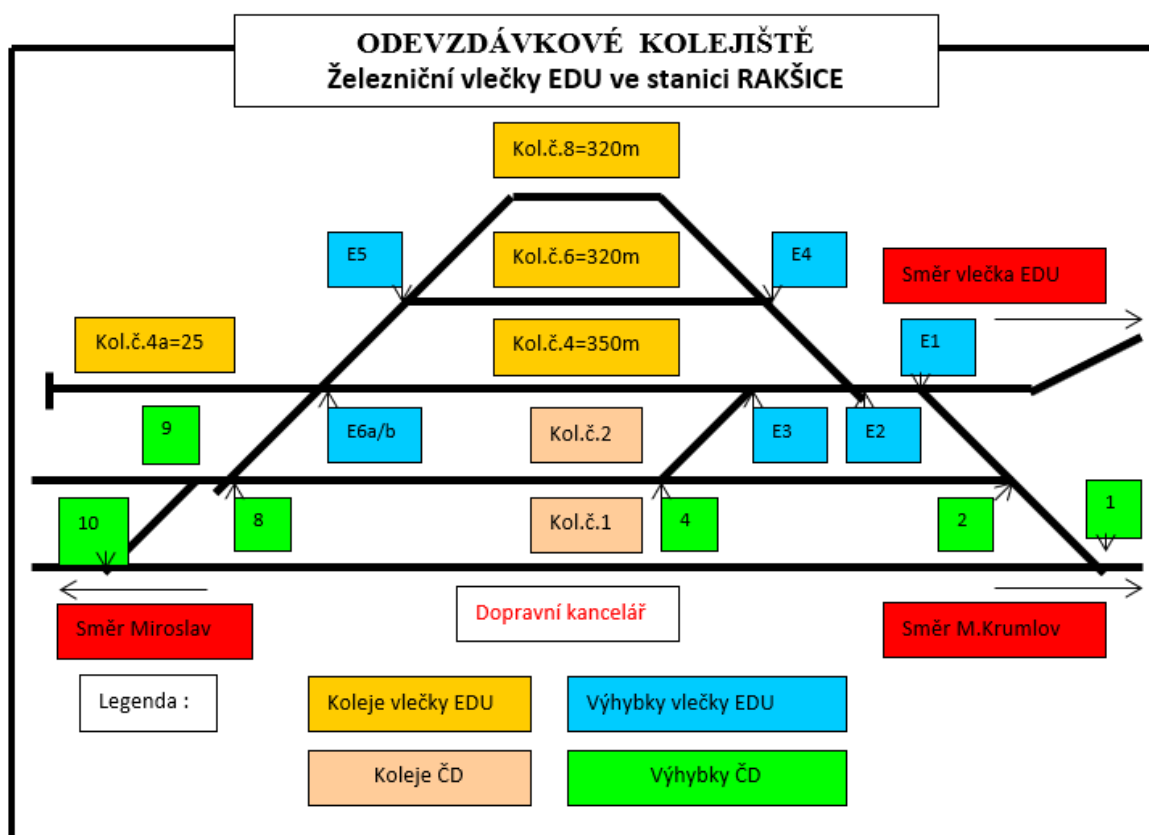 ODEVZDÁVKOVÉ KOLEJIŠTĚ
Železniční vlečky EDU ve stanici RAKŠICE
Kol.č.8=320m
E5
Kol.č.6=320m
E4
Směr vlečka EDU
Kol.č.4a=25
Kol.č.4=350m
E1
9
E6a/b
Kol.č.2
E3
E2
10
8
Kol.č.1
4
2
1
Směr Miroslav
Dopravní kancelář
Směr M.Krumlov
Legenda :
Koleje vlečky EDU
Výhybky vlečky EDU
Koleje ČD
Výhybky ČD